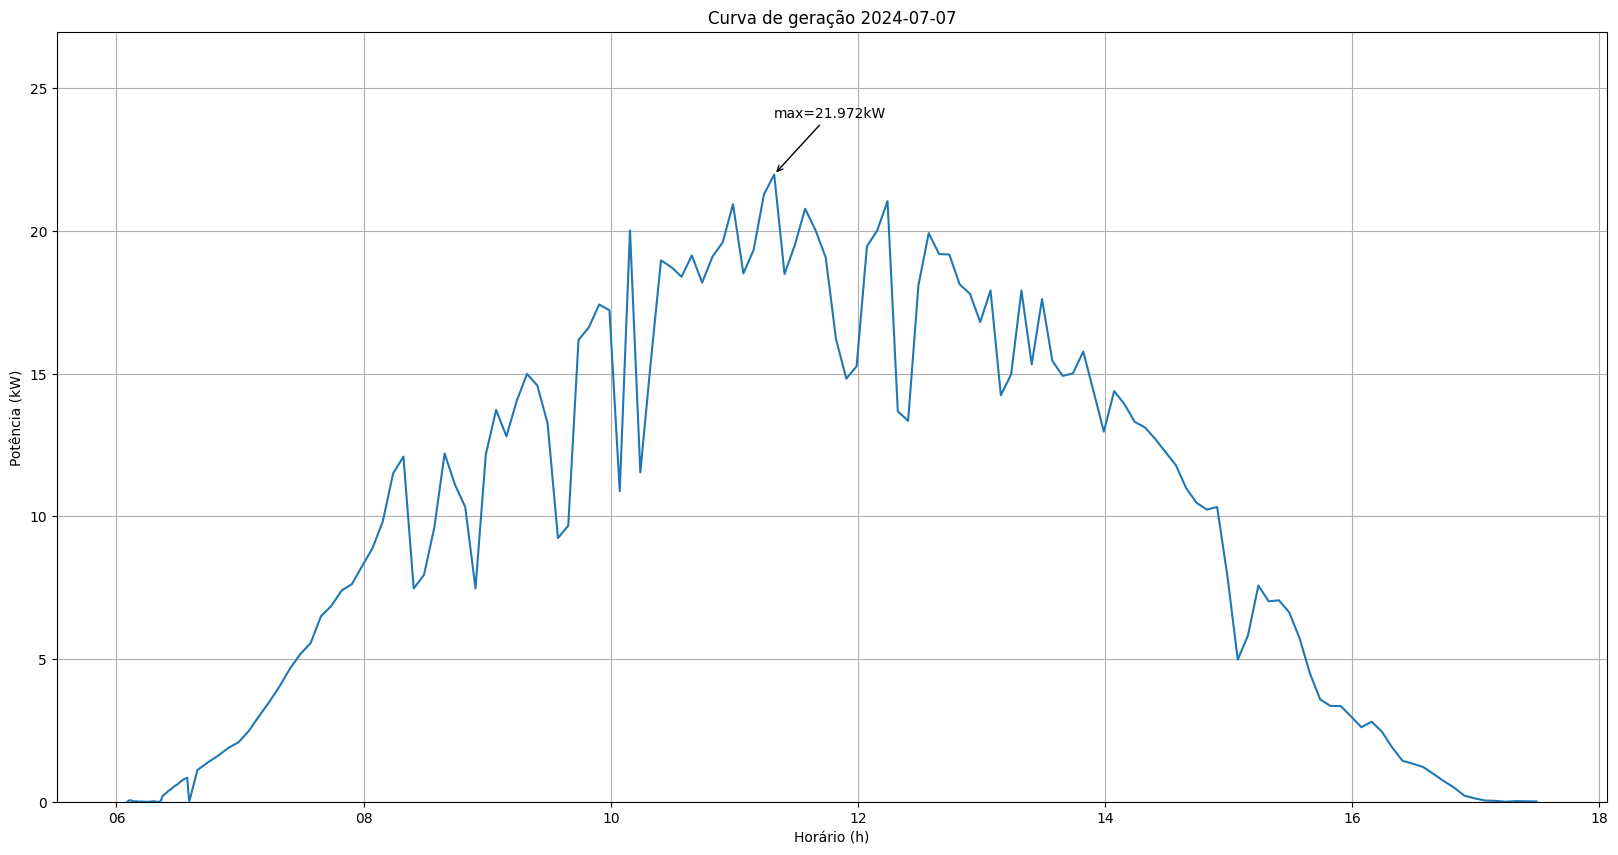 Curva de geração 2024-07-07
25
max=21.972kW
20
15
Potência (kW)
10
5
0
06 08 10 12 14 16 18
Horário (h)